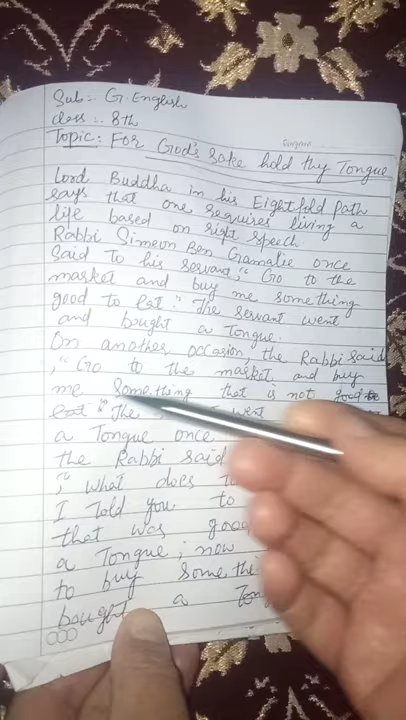 Sub:- G.English
class :- 8th
Topic: For God's sake hold thy Tongue
Lord Buddha in his Eight fold Path
says that one requires living a
life based on right speech.
Rabbi Simeon Ben Gramalie once
Said To his servant, "Go to the
market and buy me something
good to Eat." The servant went
and bought a Tongue.
On another occasion, the Rabbi said
, "Go to the market and buy
me Something that is not good to
eat" The went
a Tongue once
the Rabbi said
, "what does
I Told you to
that was good
a Tongue ; now
to buy Some
bought a